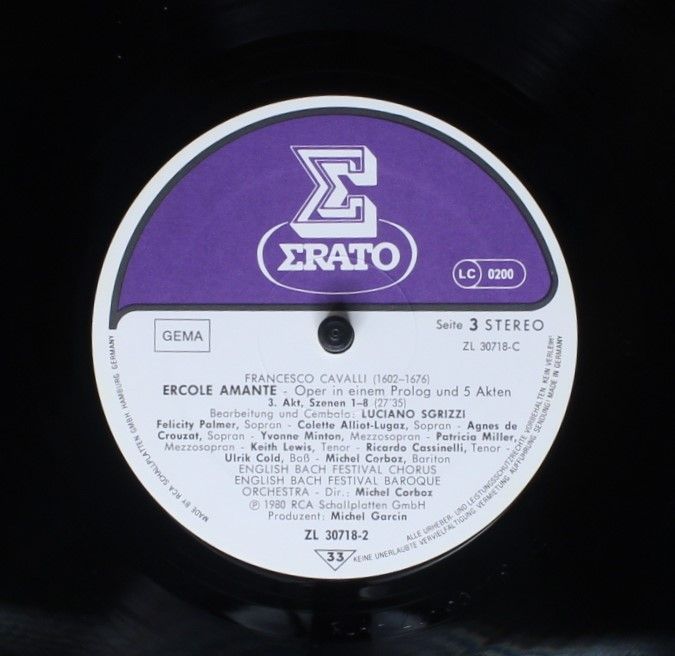 ΣRATO
LC 0200
GEMA
Seite 3 STEREO
ZL 30718-C
FRANCESCO CAVALLI (1602-1676)
ERCOLE AMANTE - Oper in einem Prolog und 5 Akten
3. Akt, Szenen 1-8 (27'35)
Bearbeitung und Cembalo: LUCIANO SGRIZZI
Felicity Palmer, Sopran - Colette Alliot-Lugaz, Sopran - Agnes de
Crouzat, Sopran - Yvonne Minton, Mezzosopran - Patricia Miller,
Mezzosopran - Keith Lewis, Tenor - Ricardo Cassinelli, Tenor -
Ulrik Cold, Baß - Michel Corboz, Bariton
ENGLISH BACH FESTIVAL CHORUS
ENGLISH BACH FESTIVAL BAROQUE
ORCHESTRA - Dir.: Michel Corboz
Ⓟ 1980 RCA Schallplatten GmbH
Produzent: Michel Garcin
ZL 30718-2
33
MADE BY RCA SCHALLPLATTEN GMBH HAMBURG GERMANY
ALLE URHEBER- UND LEISTUNGSSCHUTZRECHTE VORBEHALTEN. KEIN VERLEIH!
KEINE UNERLAUBTE VERVIELFÄLTIGUNG, VERMIETUNG, AUFFÜHRUNG, SENDUNG! MADE IN GERMANY